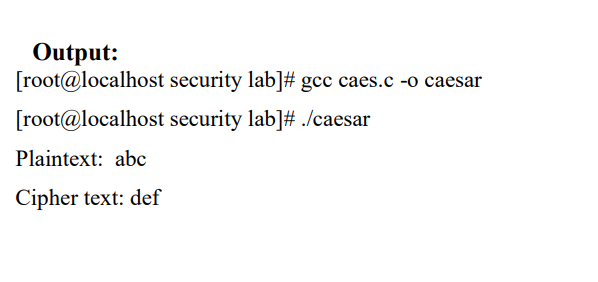 Output:
[root@localhost security lab]# gcc caes.c -o caesar
[root@localhost security lab]# ./caesar
Plaintext:  abc
Cipher text: def